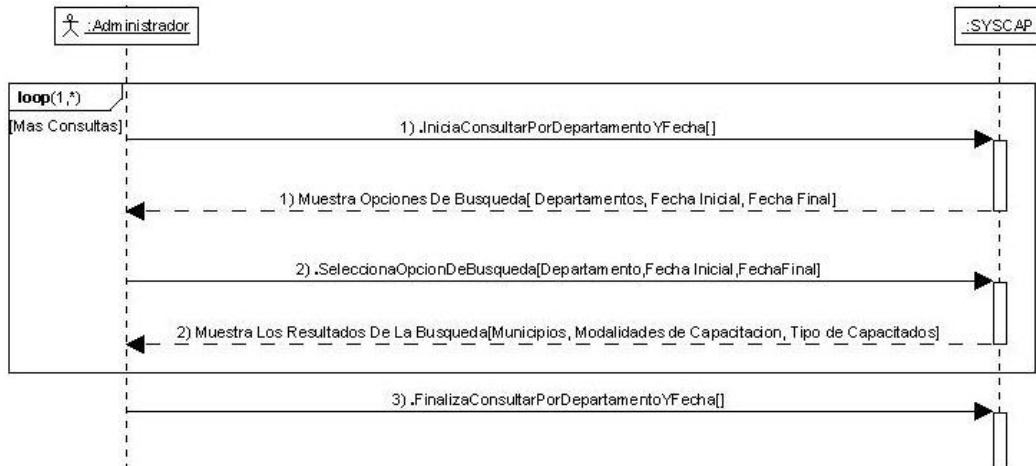 :Administrador
:SYSCAP
loop(1,*)
[Mas Consultas]
1) .IniciaConsultarPorDepartamentoYFecha[]
1) Muestra Opciones De Busqueda[ Departamentos, Fecha Inicial, Fecha Final]
2) .SeleccionaOpcionDeBusqueda[Departamento,Fecha Inicial,FechaFinal]
2) Muestra Los Resultados De La Busqueda[Municipios, Modalidades de Capacitacion, Tipo de Capacitados]
3) .FinalizaConsultarPorDepartamentoYFecha[]